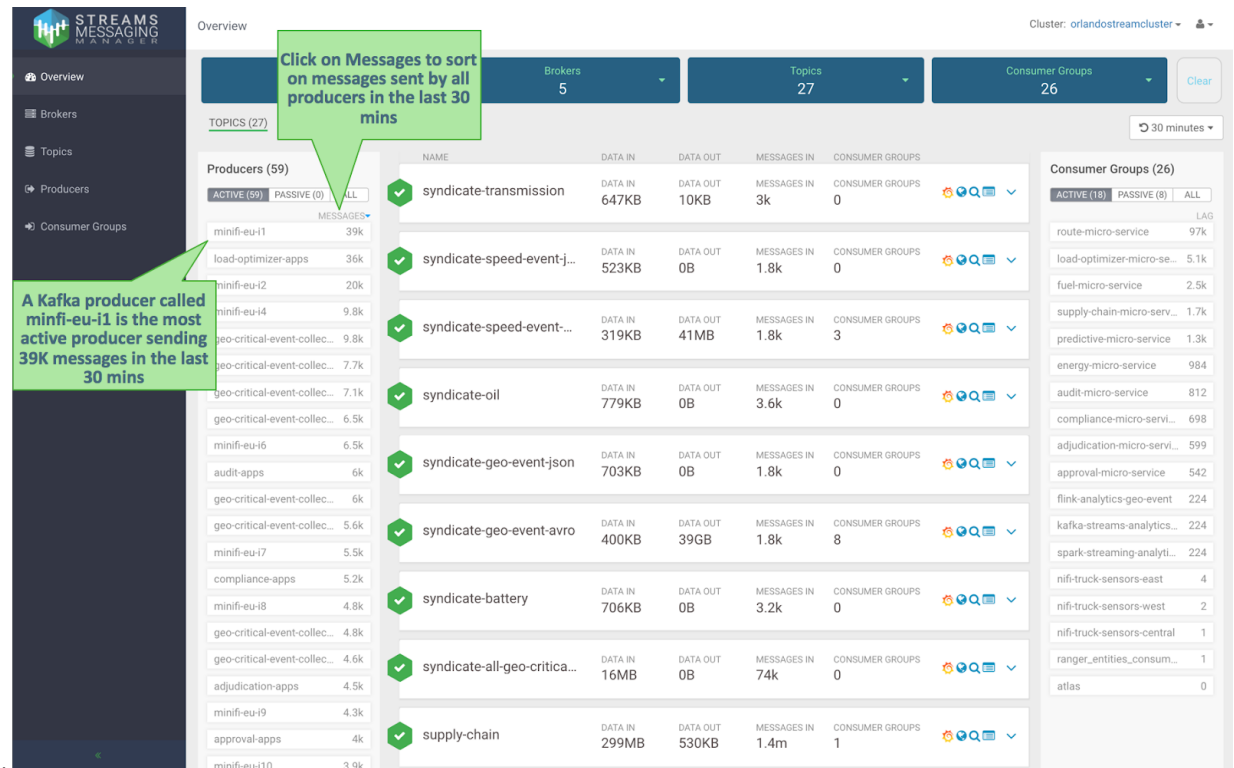 STREAMS
MESSAGING
MANAGER
Overview
Cluster: orlandostreamcluster
Overview
Brokers
Topics
Producers
Consumer Groups
Click on Messages to sort
on messages sent by all
producers in the last 30
mins
Brokers
5
Topics
27
Consumer Groups
26
Clear
TOPICS (27)
30 minutes
Producers (59)
ACTIVE (59) PASSIVE (0) ALL
MESSAGES
minifi-eu-i1 39k
load-optimizer-apps 36k
minifi-eu-i2 20k
minifi-eu-i4 9.8k
geo-critical-event-collec... 9.8k
geo-critical-event-collec... 7.7k
geo-critical-event-collec... 7.1k
geo-critical-event-collec... 6.5k
minifi-eu-i6 6.5k
audit-apps 6k
geo-critical-event-collec... 6k
geo-critical-event-collec... 5.6k
minifi-eu-i7 5.5k
compliance-apps 5.2k
minifi-eu-i8 4.8k
geo-critical-event-collec... 4.8k
geo-critical-event-collec... 4.6k
adjudication-apps 4.5k
minifi-eu-i9 4.3k
approval-apps 4k
minifi-eu-i10 3.9k
A Kafka producer called
minfi-eu-i1 is the most
active producer sending
39K messages in the last
30 mins
NAME DATA IN DATA OUT MESSAGES IN CONSUMER GROUPS
DATA IN DATA OUT MESSAGES IN CONSUMER GROUPS
syndicate-transmission 647KB 10KB 3k 0
DATA IN DATA OUT MESSAGES IN CONSUMER GROUPS
syndicate-speed-event-j... 523KB 0B 1.8k 0
DATA IN DATA OUT MESSAGES IN CONSUMER GROUPS
syndicate-speed-event-... 319KB 41MB 1.8k 3
DATA IN DATA OUT MESSAGES IN CONSUMER GROUPS
syndicate-oil 779KB 0B 3.6k 0
DATA IN DATA OUT MESSAGES IN CONSUMER GROUPS
syndicate-geo-event-json 703KB 0B 1.8k 0
DATA IN DATA OUT MESSAGES IN CONSUMER GROUPS
syndicate-geo-event-avro 400KB 39GB 1.8k 8
DATA IN DATA OUT MESSAGES IN CONSUMER GROUPS
syndicate-battery 706KB 0B 3.2k 0
DATA IN DATA OUT MESSAGES IN CONSUMER GROUPS
syndicate-all-geo-critica... 16MB 0B 74k 0
DATA IN DATA OUT MESSAGES IN CONSUMER GROUPS
supply-chain 299MB 530KB 1.4m 1
Consumer Groups (26)
ACTIVE (18) PASSIVE (8) ALL
LAG
route-micro-service 97k
load-optimizer-micro-se... 5.1k
fuel-micro-service 2.5k
supply-chain-micro-serv... 1.7k
predictive-micro-service 1.3k
energy-micro-service 984
audit-micro-service 812
compliance-micro-servi... 698
adjudication-micro-servi... 599
approval-micro-service 542
flink-analytics-geo-event 224
kafka-streams-analytics... 224
spark-streaming-analyti... 224
nifi-truck-sensors-east 4
nifi-truck-sensors-west 2
nifi-truck-sensors-central 1
ranger_entities_consum... 1
atlas 0